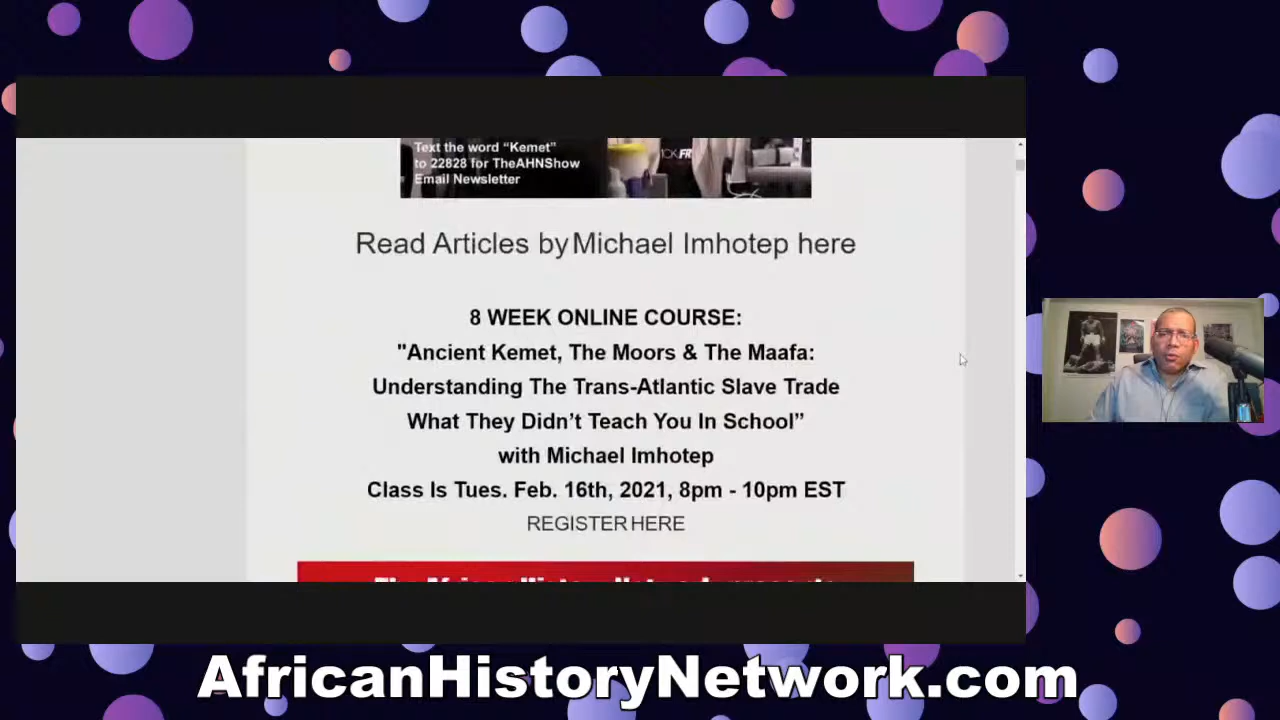 Text the word “Kemet”
to 22828 for TheAHNShow
Email Newsletter
Read Articles by Michael Imhotep here
8 WEEK ONLINE COURSE:
"Ancient Kemet, The Moors & The Maafa:
Understanding The Trans-Atlantic Slave Trade
What They Didn’t Teach You In School”
with Michael Imhotep
Class Is Tues. Feb. 16th, 2021, 8pm - 10pm EST
REGISTER HERE
AfricanHistoryNetwork.com